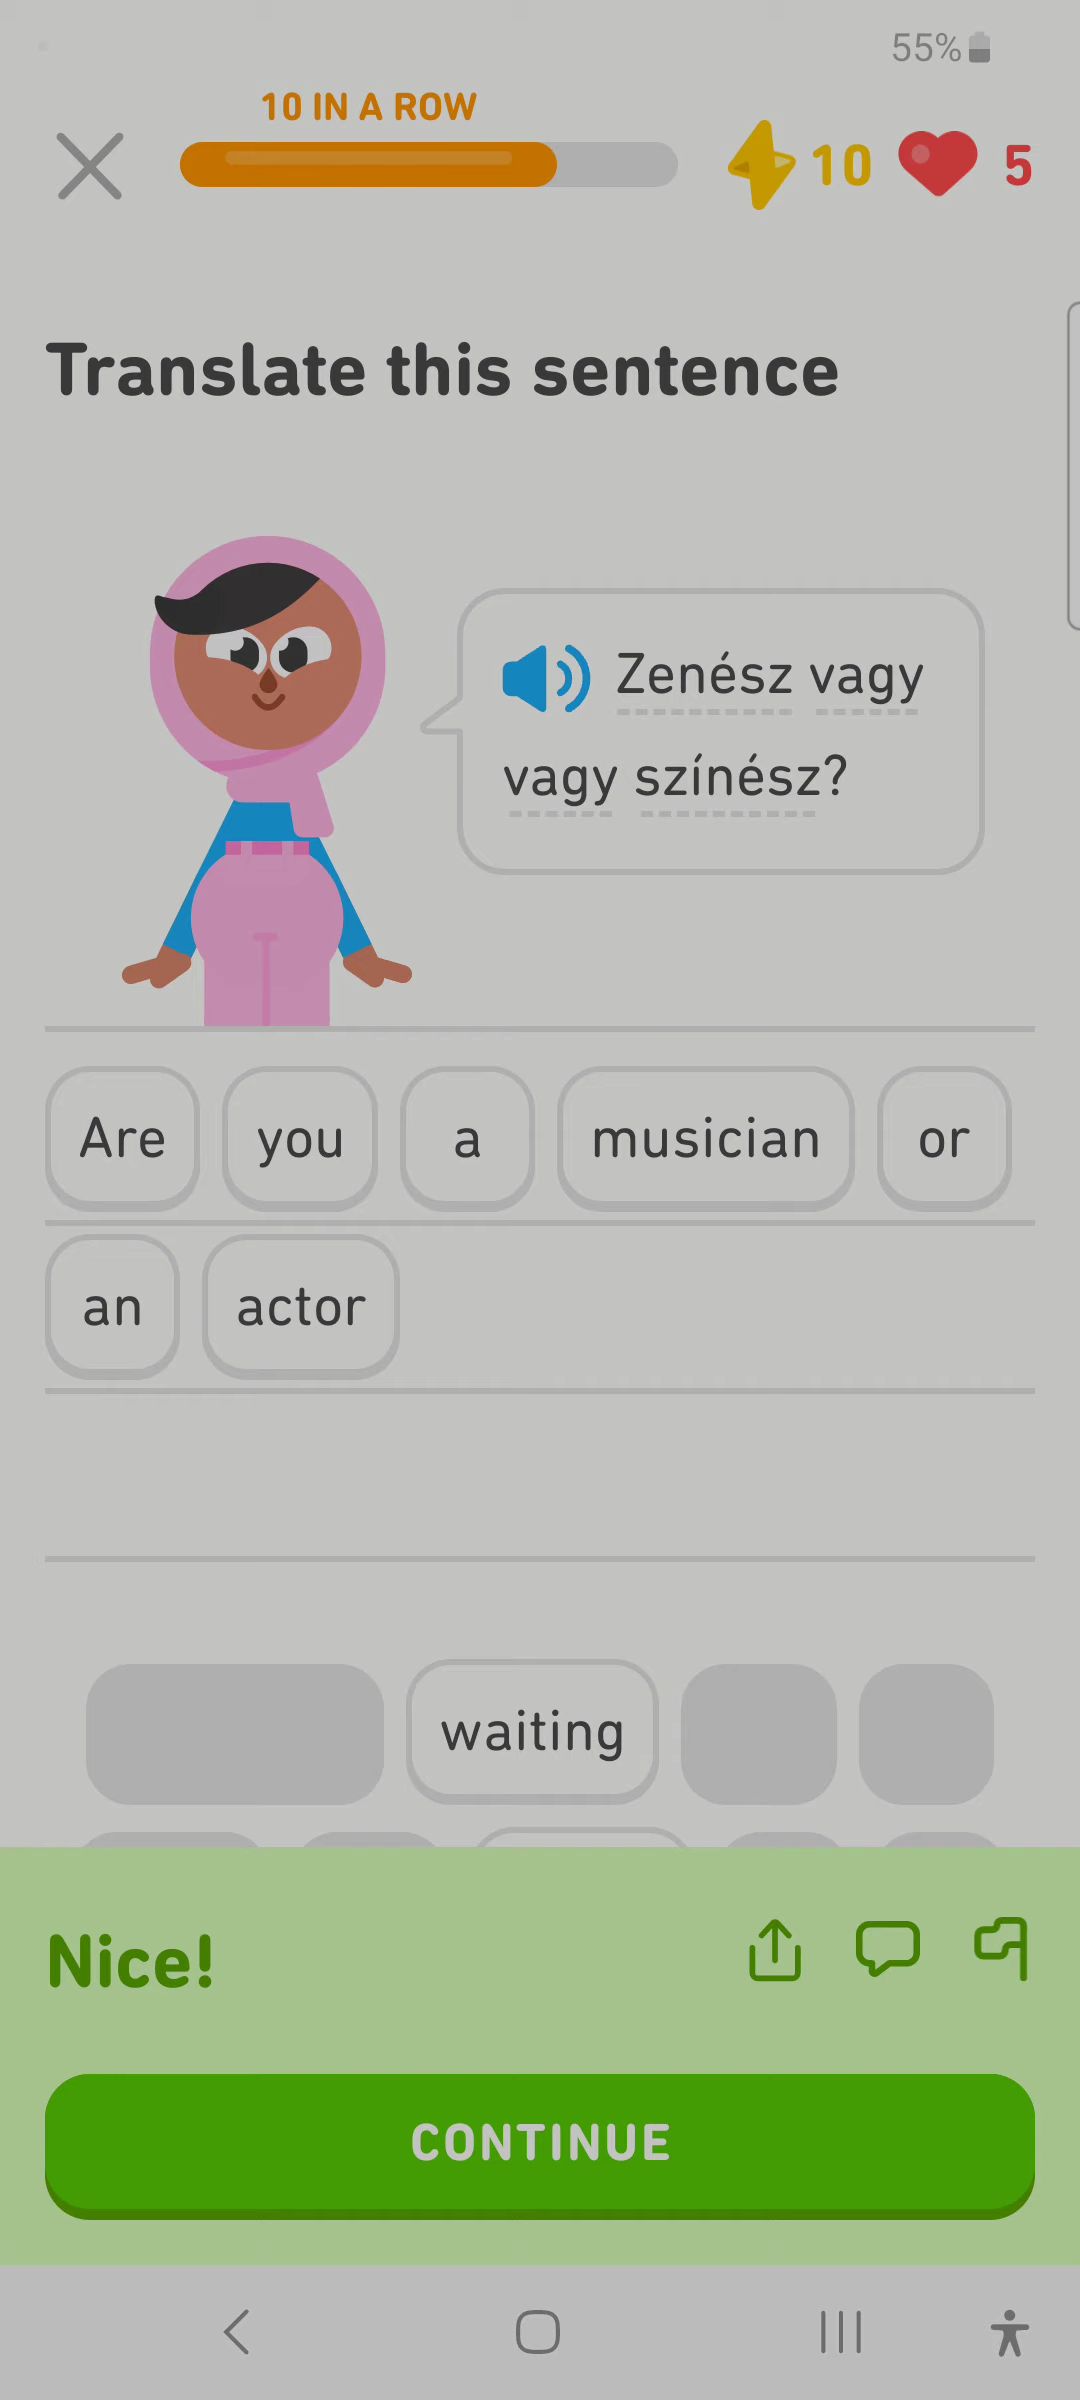 55%
10 IN A ROW
10
5
Translate this sentence
Zenész vagy
vagy színész?
Are you a musician or
an actor
waiting
Nice!
CONTINUE